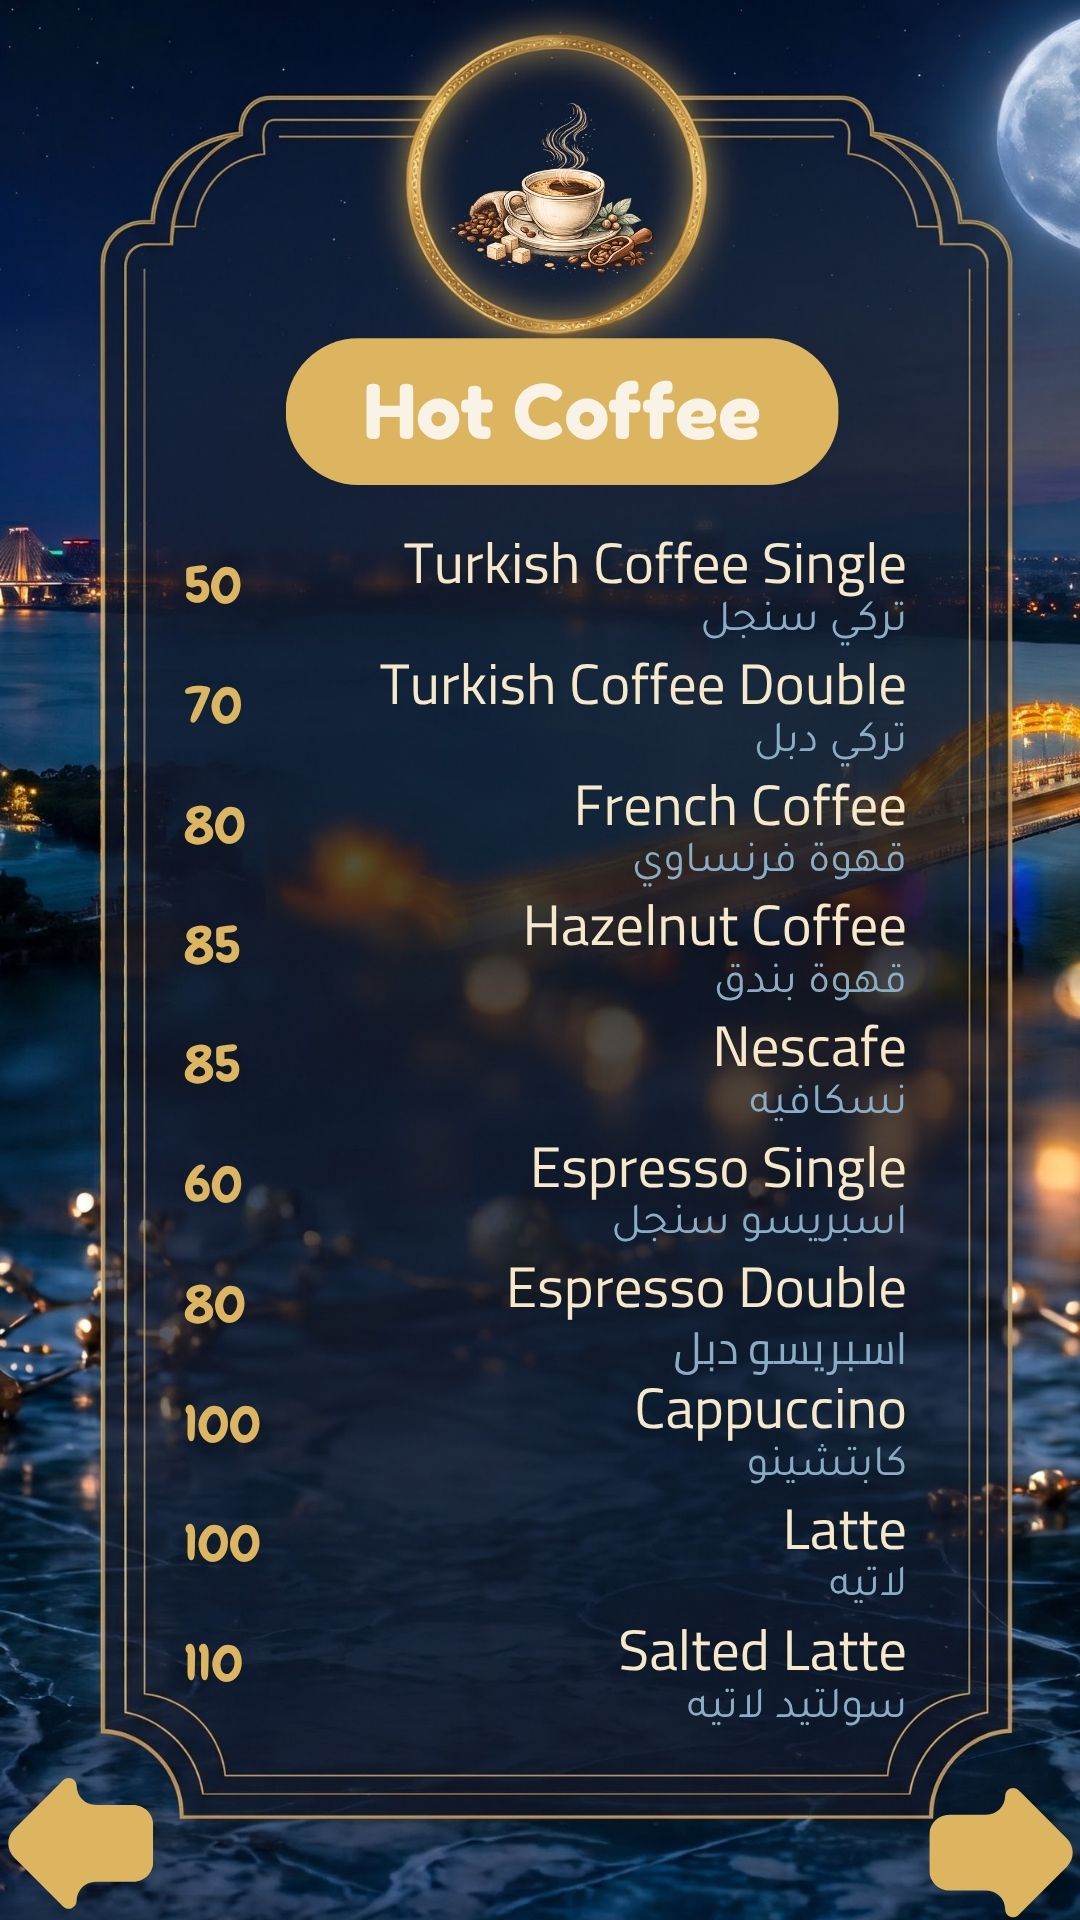 Hot Coffee
50 Turkish Coffee Single
تركي سنجل
70 Turkish Coffee Double
تركي دبل
80 French Coffee
قهوة فرنساوي
85 Hazelnut Coffee
قهوة بندق
85 Nescafe
نسكافيه
60 Espresso Single
اسبريسو سنجل
80 Espresso Double
اسبريسو دبل
100 Cappuccino
كابتشينو
100 Latte
لاتيه
110 Salted Latte
سولتيد لاتيه